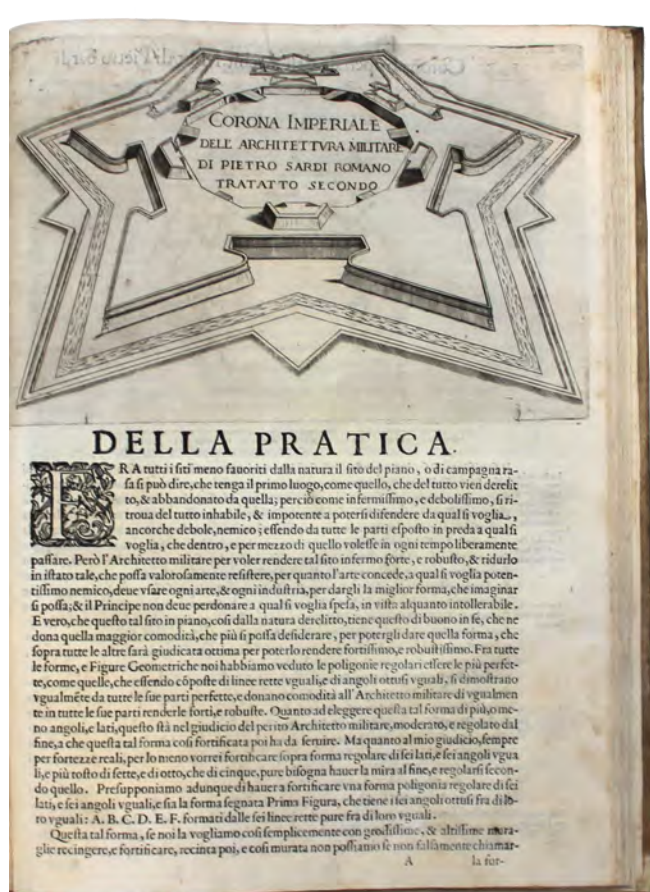 CORONA IMPERIALE
DELE ARCHITETTVRA MILITARE
DI PIETRO SARDI ROMANO
TRATATTO SECONDO
DELLA PRATICA.
FR A tutti i ſiti meno fauoriti dalla natura il ſito del piano, o di campagna ra-
ſa ſi può dire, che tenga il primo luogo, come quello, che del tutto vien derelit
to, & abbandonato da quella; perciò come infermiſſimo, e deboliſſimo, ſi ri-
troua del tutto inhabile, & impotente a poterſi difendere da qual ſi voglia,
ancorche debole, nemico; eſſendo da tutte le parti eſpoſto in preda a qual ſi
voglia, che dentro, e per mezzo di quello voleſſe in ogni tempo liberamente
paſſare. Però l'Architetto militare per voler rendere tal ſito infermo forte, e robuſto, & ridurlo
in iſtato tale, che poſſa valoroſamente reſiſtere, per quanto l'arte concede, a qual ſi voglia poten-
tiſſimo nemico, deue vſare ogni arte, & ogni induſtria, per dargli la miglior forma, che imaginar
ſi poſſa; & il Principe non deue perdonare a qual ſi voglia ſpeſa, in viſta alquanto intollerabile.
E vero, che queſto tal ſito in piano, coſi dalla natura derelitto, tiene queſto di buono in ſe, che ne
dona quella maggior comodità, che più ſi poſſa deſiderare, per potergli dare quella forma, che
ſopra tutte le altre ſarà giudicata ottima per poterlo rendere fortiſſimo, e robuſtiſſimo. Fra tutte
le forme, e Figure Geometriche noi habbiamo veduto le poligonie regolari eſſere le più perfet-
te, come quelle, che eſſendo cōpoſte di linee rette vguali, e di angoli ottuſi vguali, ſi dimoſtrano
vgualmēte da tutte le ſue parti perfette, e donano comodità all'Architetto militare di vgualmen
te in tutte le ſue parti renderle forti, e robuſte. Quanto ad eleggere queſta tal forma di più, o me-
no angoli, e lati, queſto ſtà nel giudicio del perito Architetto militare, moderato, e regolato dal
fine, a che queſta tal forma coſi fortificata poi ha da ſeruire. Ma quanto al mio giudicio, ſempre
per fortezze reali, per lo meno vorrei fortificare ſopra forma regolare di ſei lati, e ſei angoli vgua
li, e più toſto di ſette, e di otto, che di cinque, pure biſogna hauer la mira al fine, e regolarſi ſecon-
do quello. Preſupponiamo adunque di hauer a fortificare vna forma poligonia regolare di ſei
lati, e ſei angoli vguali, e ſia la forma ſegnata Prima Figura, che tiene i ſei angoli ottuſi fra di lo-
ro vguali: A. B. C. D. E. F. formati dalle ſei linee rette pure fra di loro vguali.
Queſta tal forma, ſe noi la vogliamo coſi ſemplicemente con groſſiſſime, & altiſſime mura-
glie recingere, e fortificare, recinta poi, e coſi murata non poſſiamo ſe non falſamente chiamar-
A la for-